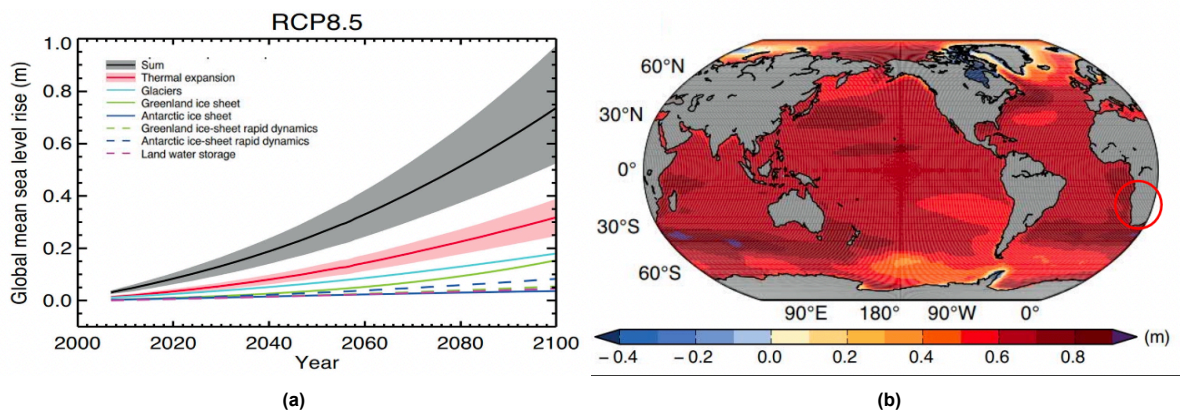 RCP8.5
Global mean sea level rise (m)
1.0
0.8
0.6
0.4
0.2
0.0
Sum
Thermal expansion
Glaciers
Greenland ice sheet
Antarctic ice sheet
Greenland ice-sheet rapid dynamics
Antarctic ice-sheet rapid dynamics
Land water storage
2000 2020 2040 2060 2080 2100
Year
(a)
60°N
30°N
0°
30°S
60°S
90°E 180° 90°W 0°
(m)
− 0.4 − 0.2 0.0 0.2 0.4 0.6 0.8
(b)